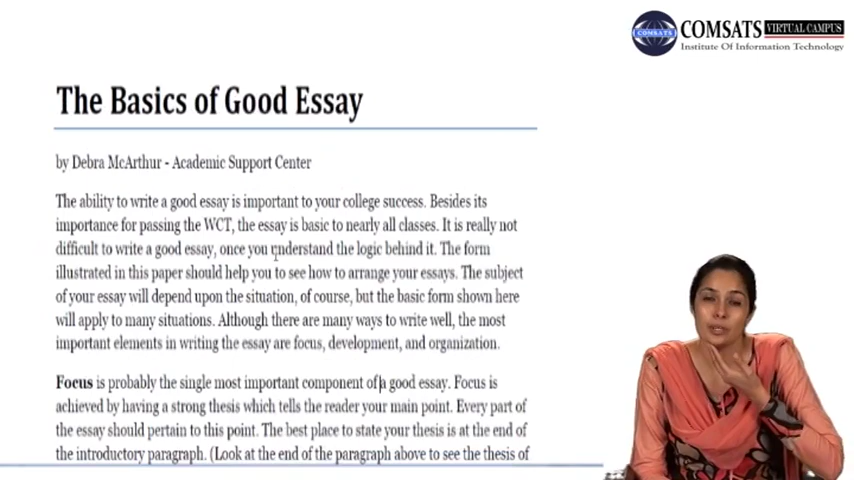 COMSATS VIRTUAL CAMPUS
COMSATS
Institute Of Information Technology
The Basics of Good Essay
by Debra McArthur - Academic Support Center
The ability to write a good essay is important to your college success. Besides its
importance for passing the WCT, the essay is basic to nearly all classes. It is really not
difficult to write a good essay, once you understand the logic behind it. The form
illustrated in this paper should help you to see how to arrange your essays. The subject
of your essay will depend upon the situation, of course, but the basic form shown here
will apply to many situations. Although there are many ways to write well, the most
important elements in writing the essay are focus, development, and organization.
Focus is probably the single most important component of a good essay. Focus is
achieved by having a strong thesis which tells the reader your main point. Every part of
the essay should pertain to this point. The best place to state your thesis is at the end of
the introductory paragraph. (Look at the end of the paragraph above to see the thesis of